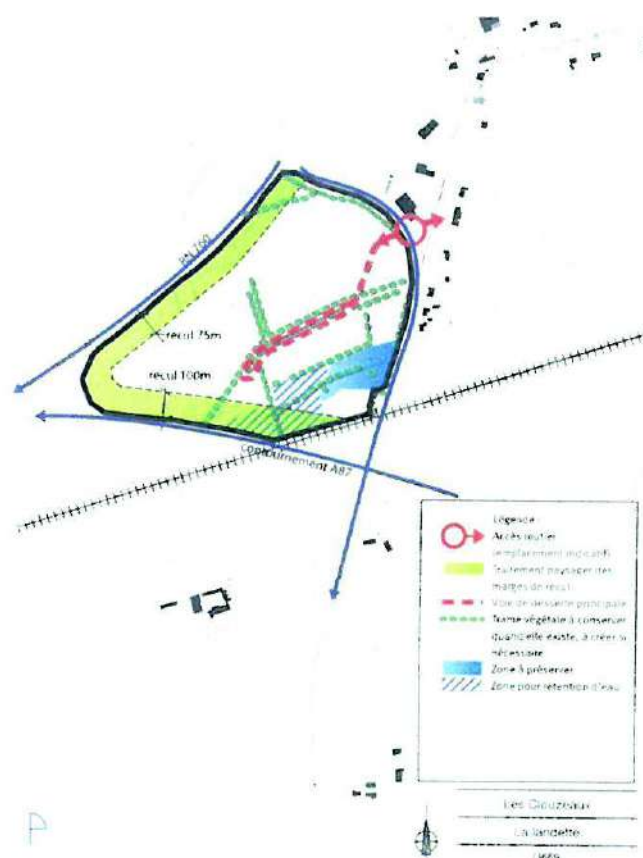 RN 160
recul 75m
recul 100m
contournement A87
Légende :
Accès routier
(emplacement indicatif)
Traitement paysager des
marges de recul
Voie de desserte principale
Trame végétale à conserver
quand elle existe, à créer si
nécessaire
Zone à préserver
Zone pour rétention d'eau
Les Clouzeaux
La landette
P